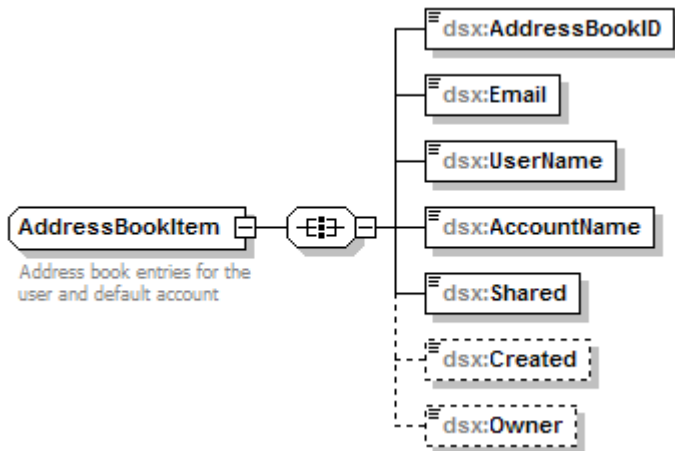 dsx:AddressBookID
dsx:Email
dsx:UserName
AddressBookItem
dsx:AccountName
Address book entries for the
user and default account
dsx:Shared
dsx:Created
dsx:Owner